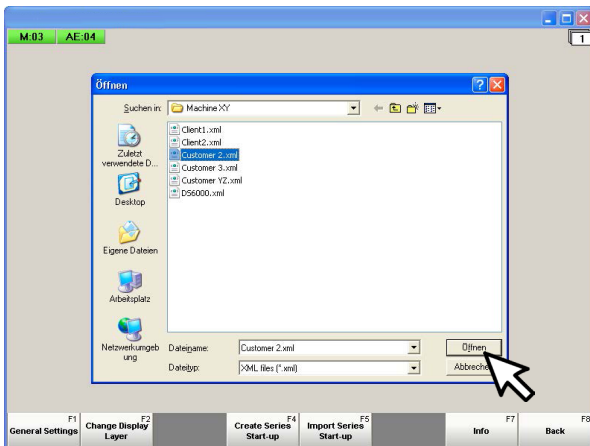 M:03 AE:04
1
Öffnen
Suchen in: Machine XY
Client1.xml
Client2.xml
Customer 2.xml
Customer 3.xml
Customer YZ.xml
DS6000.xml
Zuletzt
verwendete D...
Desktop
Eigene Dateien
Arbeitsplatz
Netzwerkumgeb
ung
Dateiname: Customer 2.xml Öffnen
Dateityp: XML files (*.xml)
F1 F2 F4 F5 F7 F8
General Settings
Change Display
Layer
Create Series
Start-up
Import Series
Start-up
Info
Back